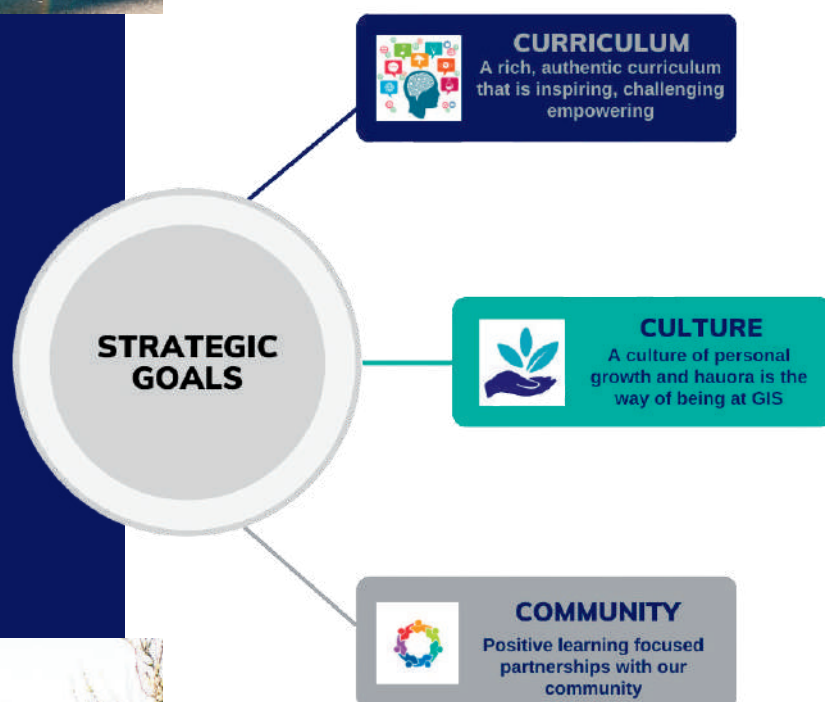 CURRICULUM
A rich, authentic curriculum
that is inspiring, challenging
empowering
STRATEGIC
GOALS
CULTURE
A culture of personal
growth and hauora is the
way of being at GIS
COMMUNITY
Positive learning focused
partnerships with our
community